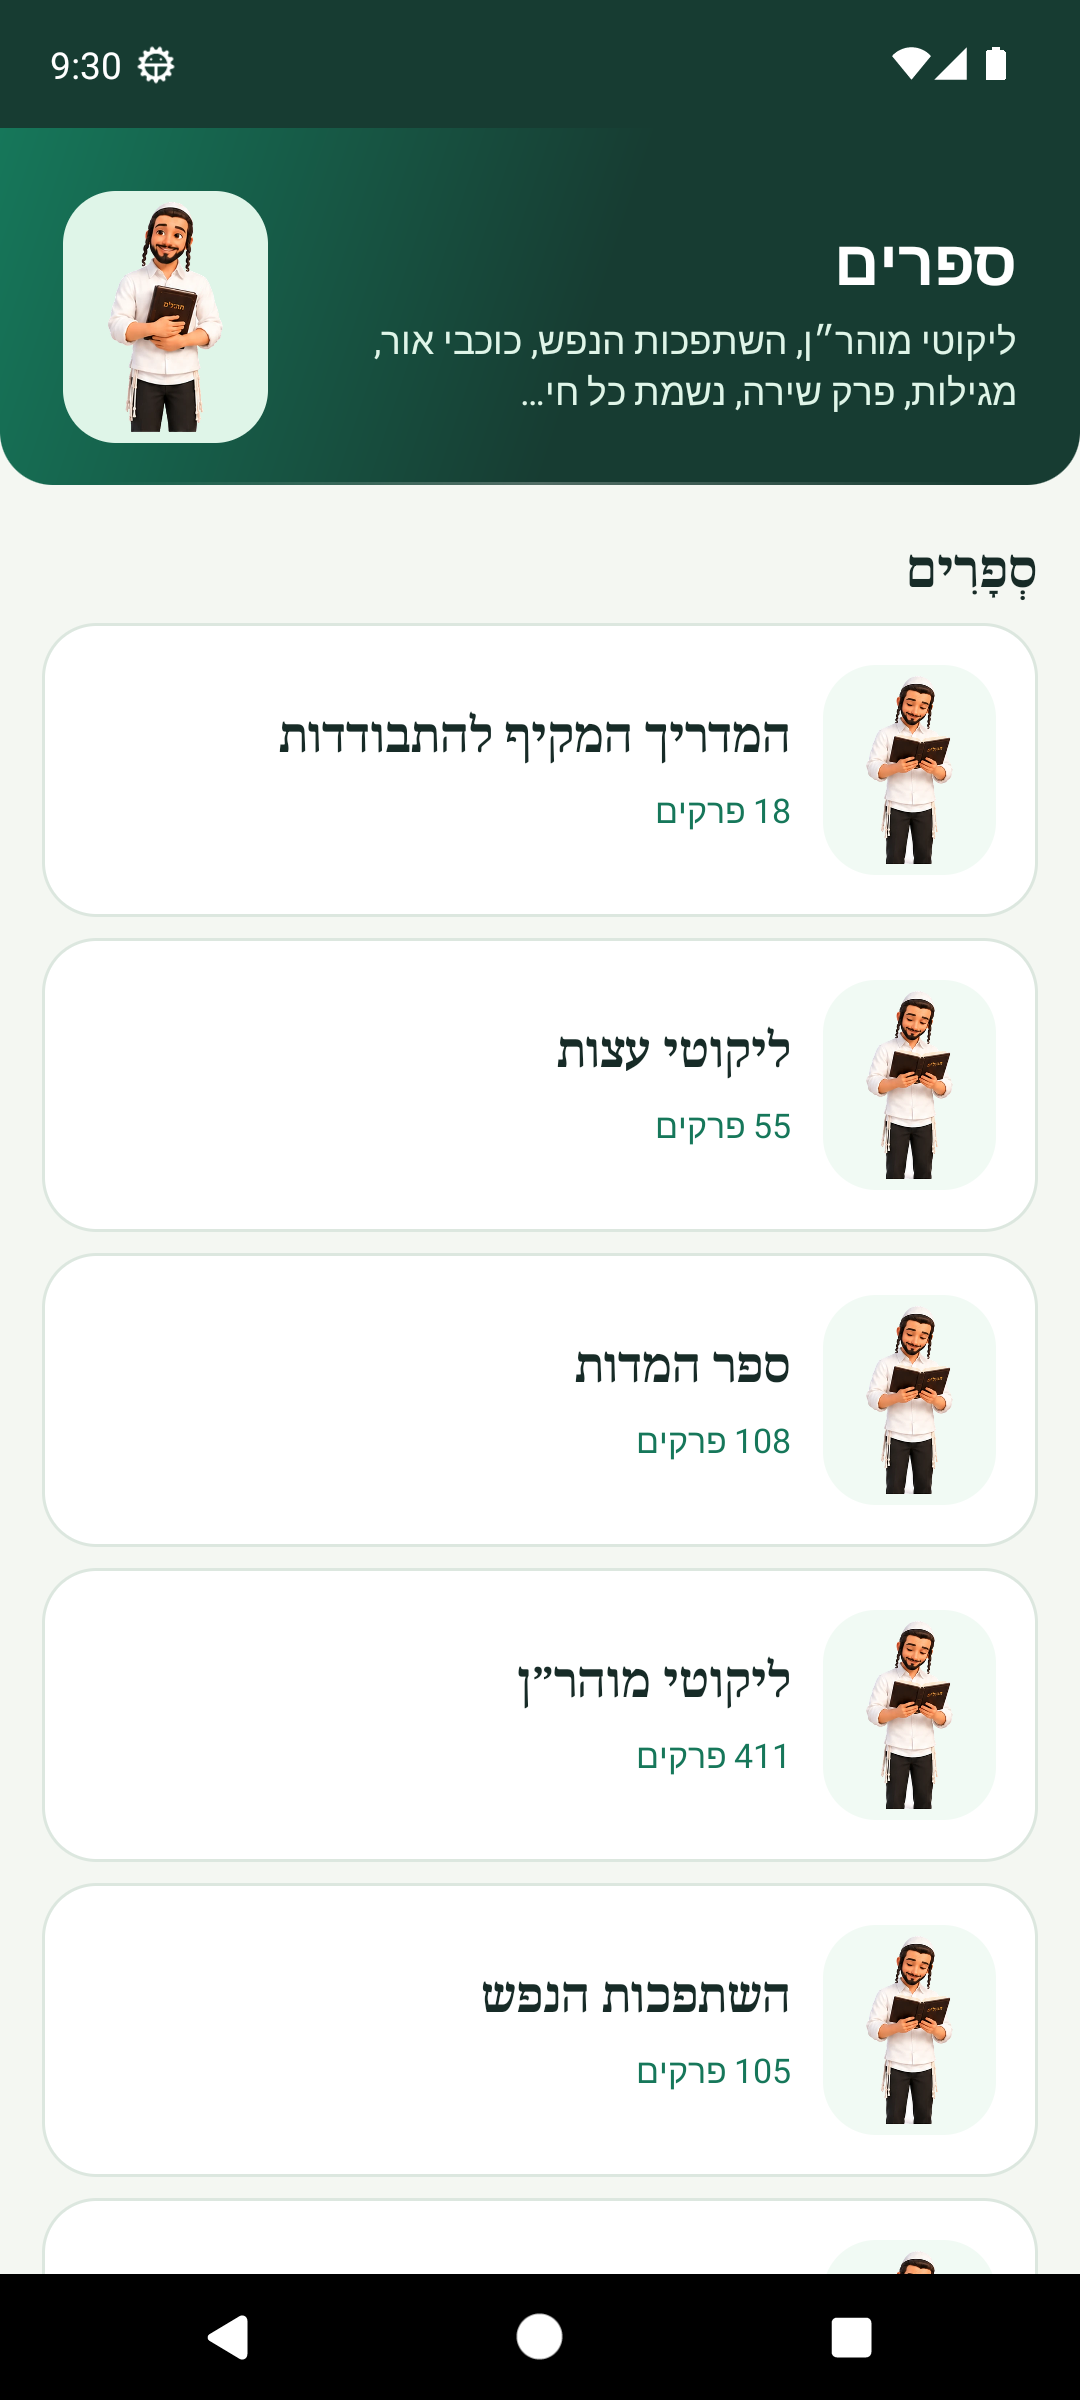 9:30
ספרים
ליקוטי מוהר״ן, השתפכות הנפש, כוכבי אור,
מגילות, פרק שירה, נשמת כל חי...
סְפָרִים
המדריך המקיף להתבודדות
18 פרקים
ליקוטי עצות
55 פרקים
ספר המדות
108 פרקים
ליקוטי מוהר״ן
411 פרקים
השתפכות הנפש
105 פרקים